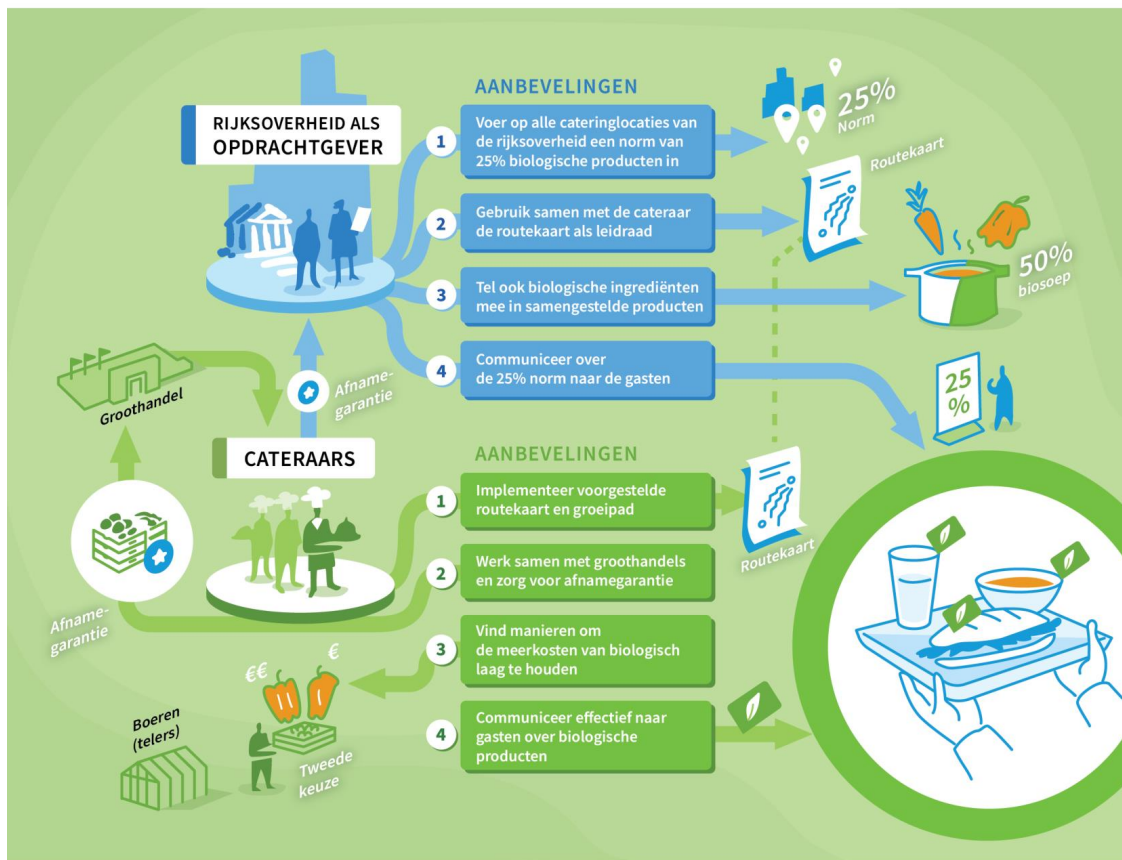 AANBEVELINGEN
RIJKSOVERHEID ALS
OPDRACHTGEVER
1
Voer op alle cateringlocaties van
de rijksoverheid een norm van
25% biologische producten in
25%
Norm
2
Gebruik samen met de cateraar
de routekaart als leidraad
Routekaart
3
Tel ook biologische ingrediënten
mee in samengestelde producten
50%
biosoep
4
Communiceer over
de 25% norm naar de gasten
25
%
Groothandel
Afname-
garantie
CATERAARS
AANBEVELINGEN
1
Implementeer voorgestelde
routekaart en groeipad
Routekaart
2
Werk samen met groothandels
en zorg voor afnamegarantie
Afname-
garantie
3
Vind manieren om
de meerkosten van biologisch
laag te houden
€€
€
4
Communiceer effectief naar
gasten over biologische
producten
Boeren
(telers)
Tweede
keuze